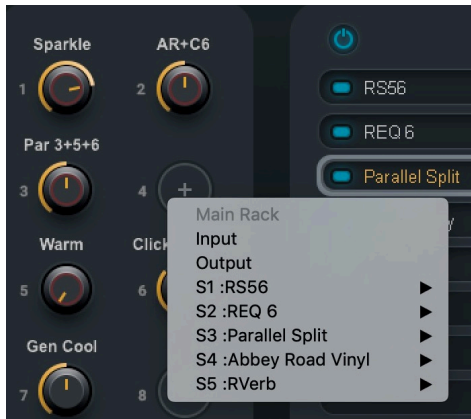 Sparkle
AR+C6
1
2
Par 3+5+6
3
4
Warm
Click
5
6
Gen Cool
7
8
RS56
REQ 6
Parallel Split
Main Rack
Input
Output
S1 :RS56
S2 :REQ 6
S3 :Parallel Split
S4 :Abbey Road Vinyl
S5 :RVerb